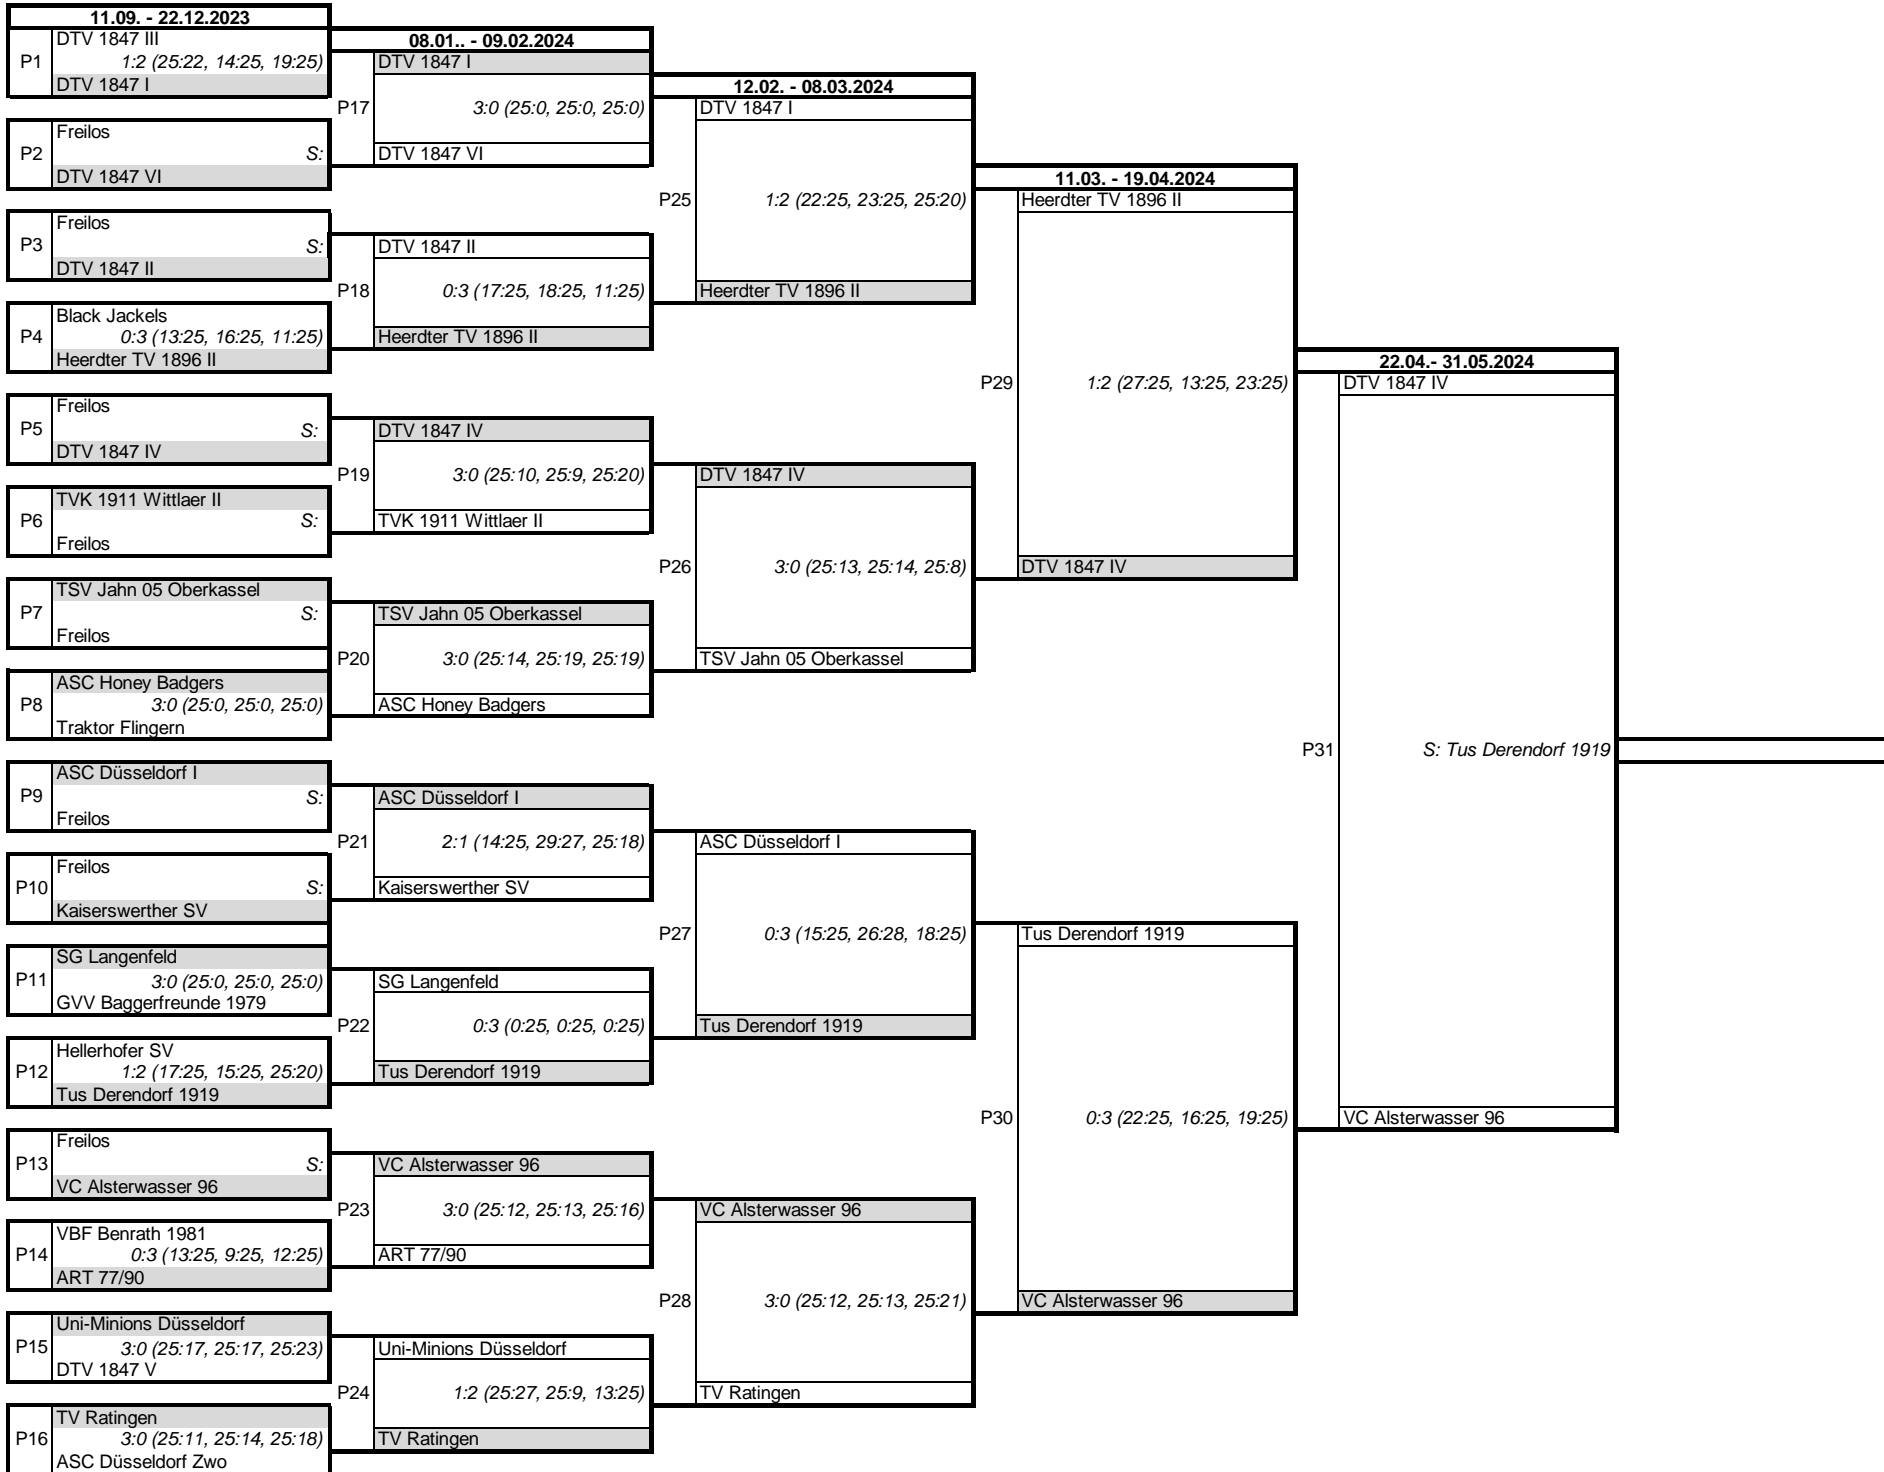 11.09. - 22.12.2023
P1
DTV 1847 III
1:2 (25:22, 14:25, 19:25)
DTV 1847 I
P2
Freilos
S:
DTV 1847 VI
P3
Freilos
S:
DTV 1847 II
P4
Black Jackels
0:3 (13:25, 16:25, 11:25)
Heerdter TV 1896 II
P5
Freilos
S:
DTV 1847 IV
P6
TVK 1911 Wittlaer II
S:
Freilos
P7
TSV Jahn 05 Oberkassel
S:
Freilos
P8
ASC Honey Badgers
3:0 (25:0, 25:0, 25:0)
Traktor Flingern
P9
ASC Düsseldorf I
S:
Freilos
P10
Freilos
S:
Kaiserswerther SV
P11
SG Langenfeld
3:0 (25:0, 25:0, 25:0)
GVV Baggerfreunde 1979
P12
Hellerhofer SV
1:2 (17:25, 15:25, 25:20)
Tus Derendorf 1919
P13
Freilos
S:
VC Alsterwasser 96
P14
VBF Benrath 1981
0:3 (13:25, 9:25, 12:25)
ART 77/90
P15
Uni-Minions Düsseldorf
3:0 (25:17, 25:17, 25:23)
DTV 1847 V
P16
TV Ratingen
3:0 (25:11, 25:14, 25:18)
ASC Düsseldorf Zwo
08.01.. - 09.02.2024
P17
DTV 1847 I
3:0 (25:0, 25:0, 25:0)
DTV 1847 VI
P18
DTV 1847 II
0:3 (17:25, 18:25, 11:25)
Heerdter TV 1896 II
P19
DTV 1847 IV
3:0 (25:10, 25:9, 25:20)
TVK 1911 Wittlaer II
P20
TSV Jahn 05 Oberkassel
3:0 (25:14, 25:19, 25:19)
ASC Honey Badgers
P21
ASC Düsseldorf I
2:1 (14:25, 29:27, 25:18)
Kaiserswerther SV
P22
SG Langenfeld
0:3 (0:25, 0:25, 0:25)
Tus Derendorf 1919
P23
VC Alsterwasser 96
3:0 (25:12, 25:13, 25:16)
ART 77/90
P24
Uni-Minions Düsseldorf
1:2 (25:27, 25:9, 13:25)
TV Ratingen
12.02. - 08.03.2024
P25
DTV 1847 I
1:2 (22:25, 23:25, 25:20)
Heerdter TV 1896 II
P26
DTV 1847 IV
3:0 (25:13, 25:14, 25:8)
TSV Jahn 05 Oberkassel
P27
ASC Düsseldorf I
0:3 (15:25, 26:28, 18:25)
Tus Derendorf 1919
P28
VC Alsterwasser 96
3:0 (25:12, 25:13, 25:21)
TV Ratingen
11.03. - 19.04.2024
P29
Heerdter TV 1896 II
1:2 (27:25, 13:25, 23:25)
DTV 1847 IV
P30
Tus Derendorf 1919
0:3 (22:25, 16:25, 19:25)
VC Alsterwasser 96
22.04.- 31.05.2024
P31
DTV 1847 IV
S: Tus Derendorf 1919
VC Alsterwasser 96